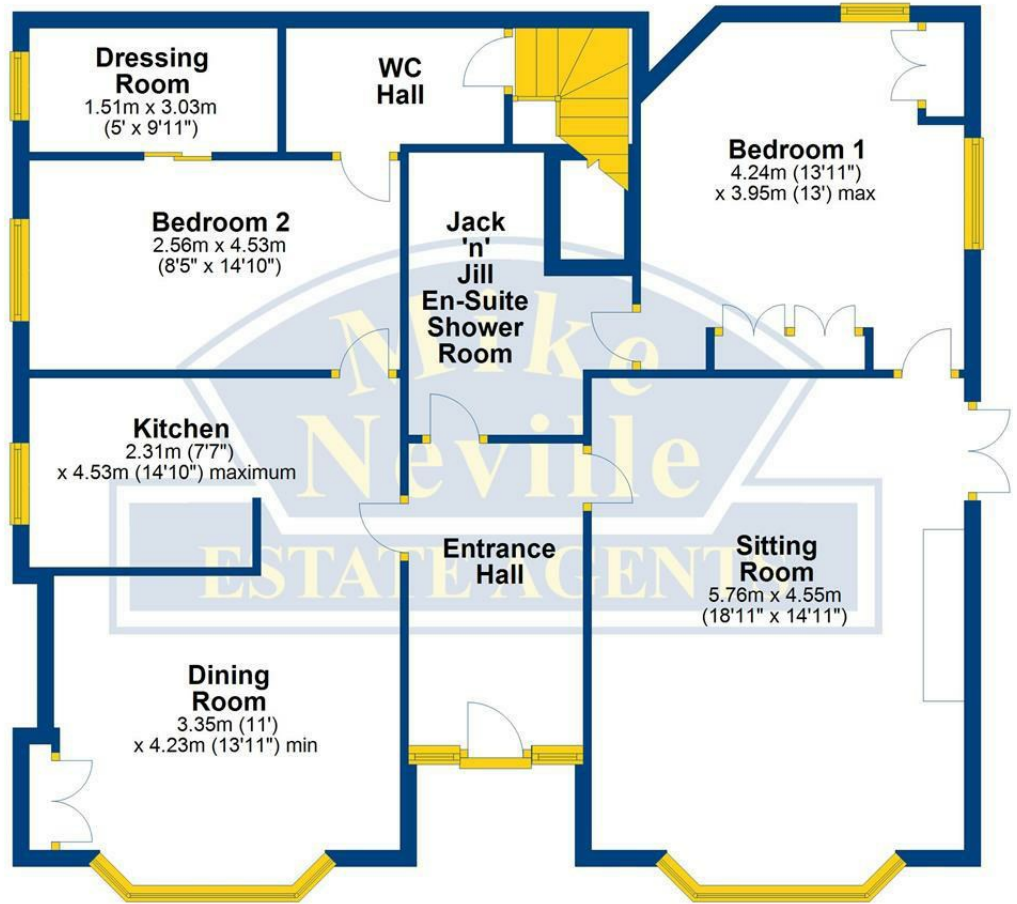 Dressing
Room
1.51m x 3.03m
(5' x 9'11")
WC
Hall
Bedroom 1
4.24m (13'11")
x 3.95m (13') max
Bedroom 2
2.56m x 4.53m
(8'5" x 14'10")
Jack
'n'
Jill
En-Suite
Shower
Room
Kitchen
2.31m (7'7")
x 4.53m (14'10") maximum
Entrance
Hall
Sitting
Room
5.76m x 4.55m
(18'11" x 14'11")
Dining
Room
3.35m (11')
x 4.23m (13'11") min
Mike
Neville
ESTATE AGENTS